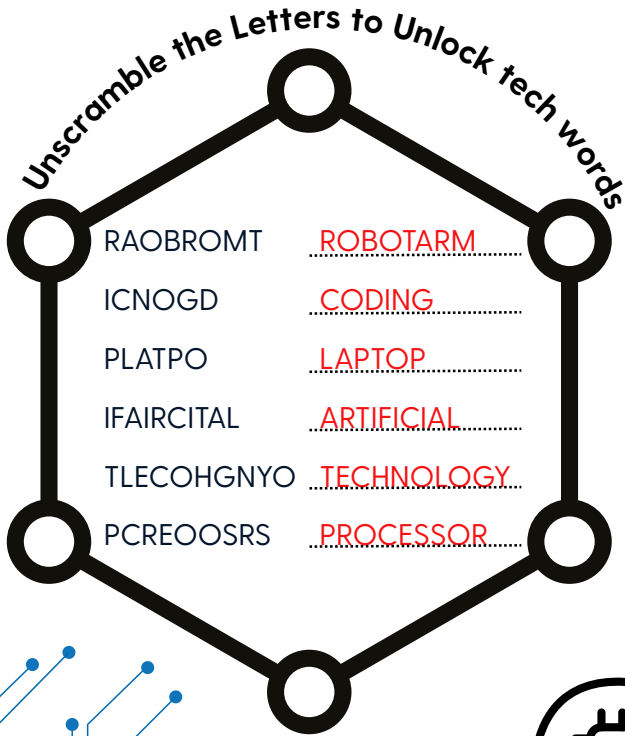 Unscramble the Letters to Unlock tech words
RAOBROMT ROBOTARM
ICNOGD CODING
PLATPO LAPTOP
IFAIRCITAL ARTIFICIAL
TLECOHGNYO TECHNOLOGY
PCREOOSRS PROCESSOR